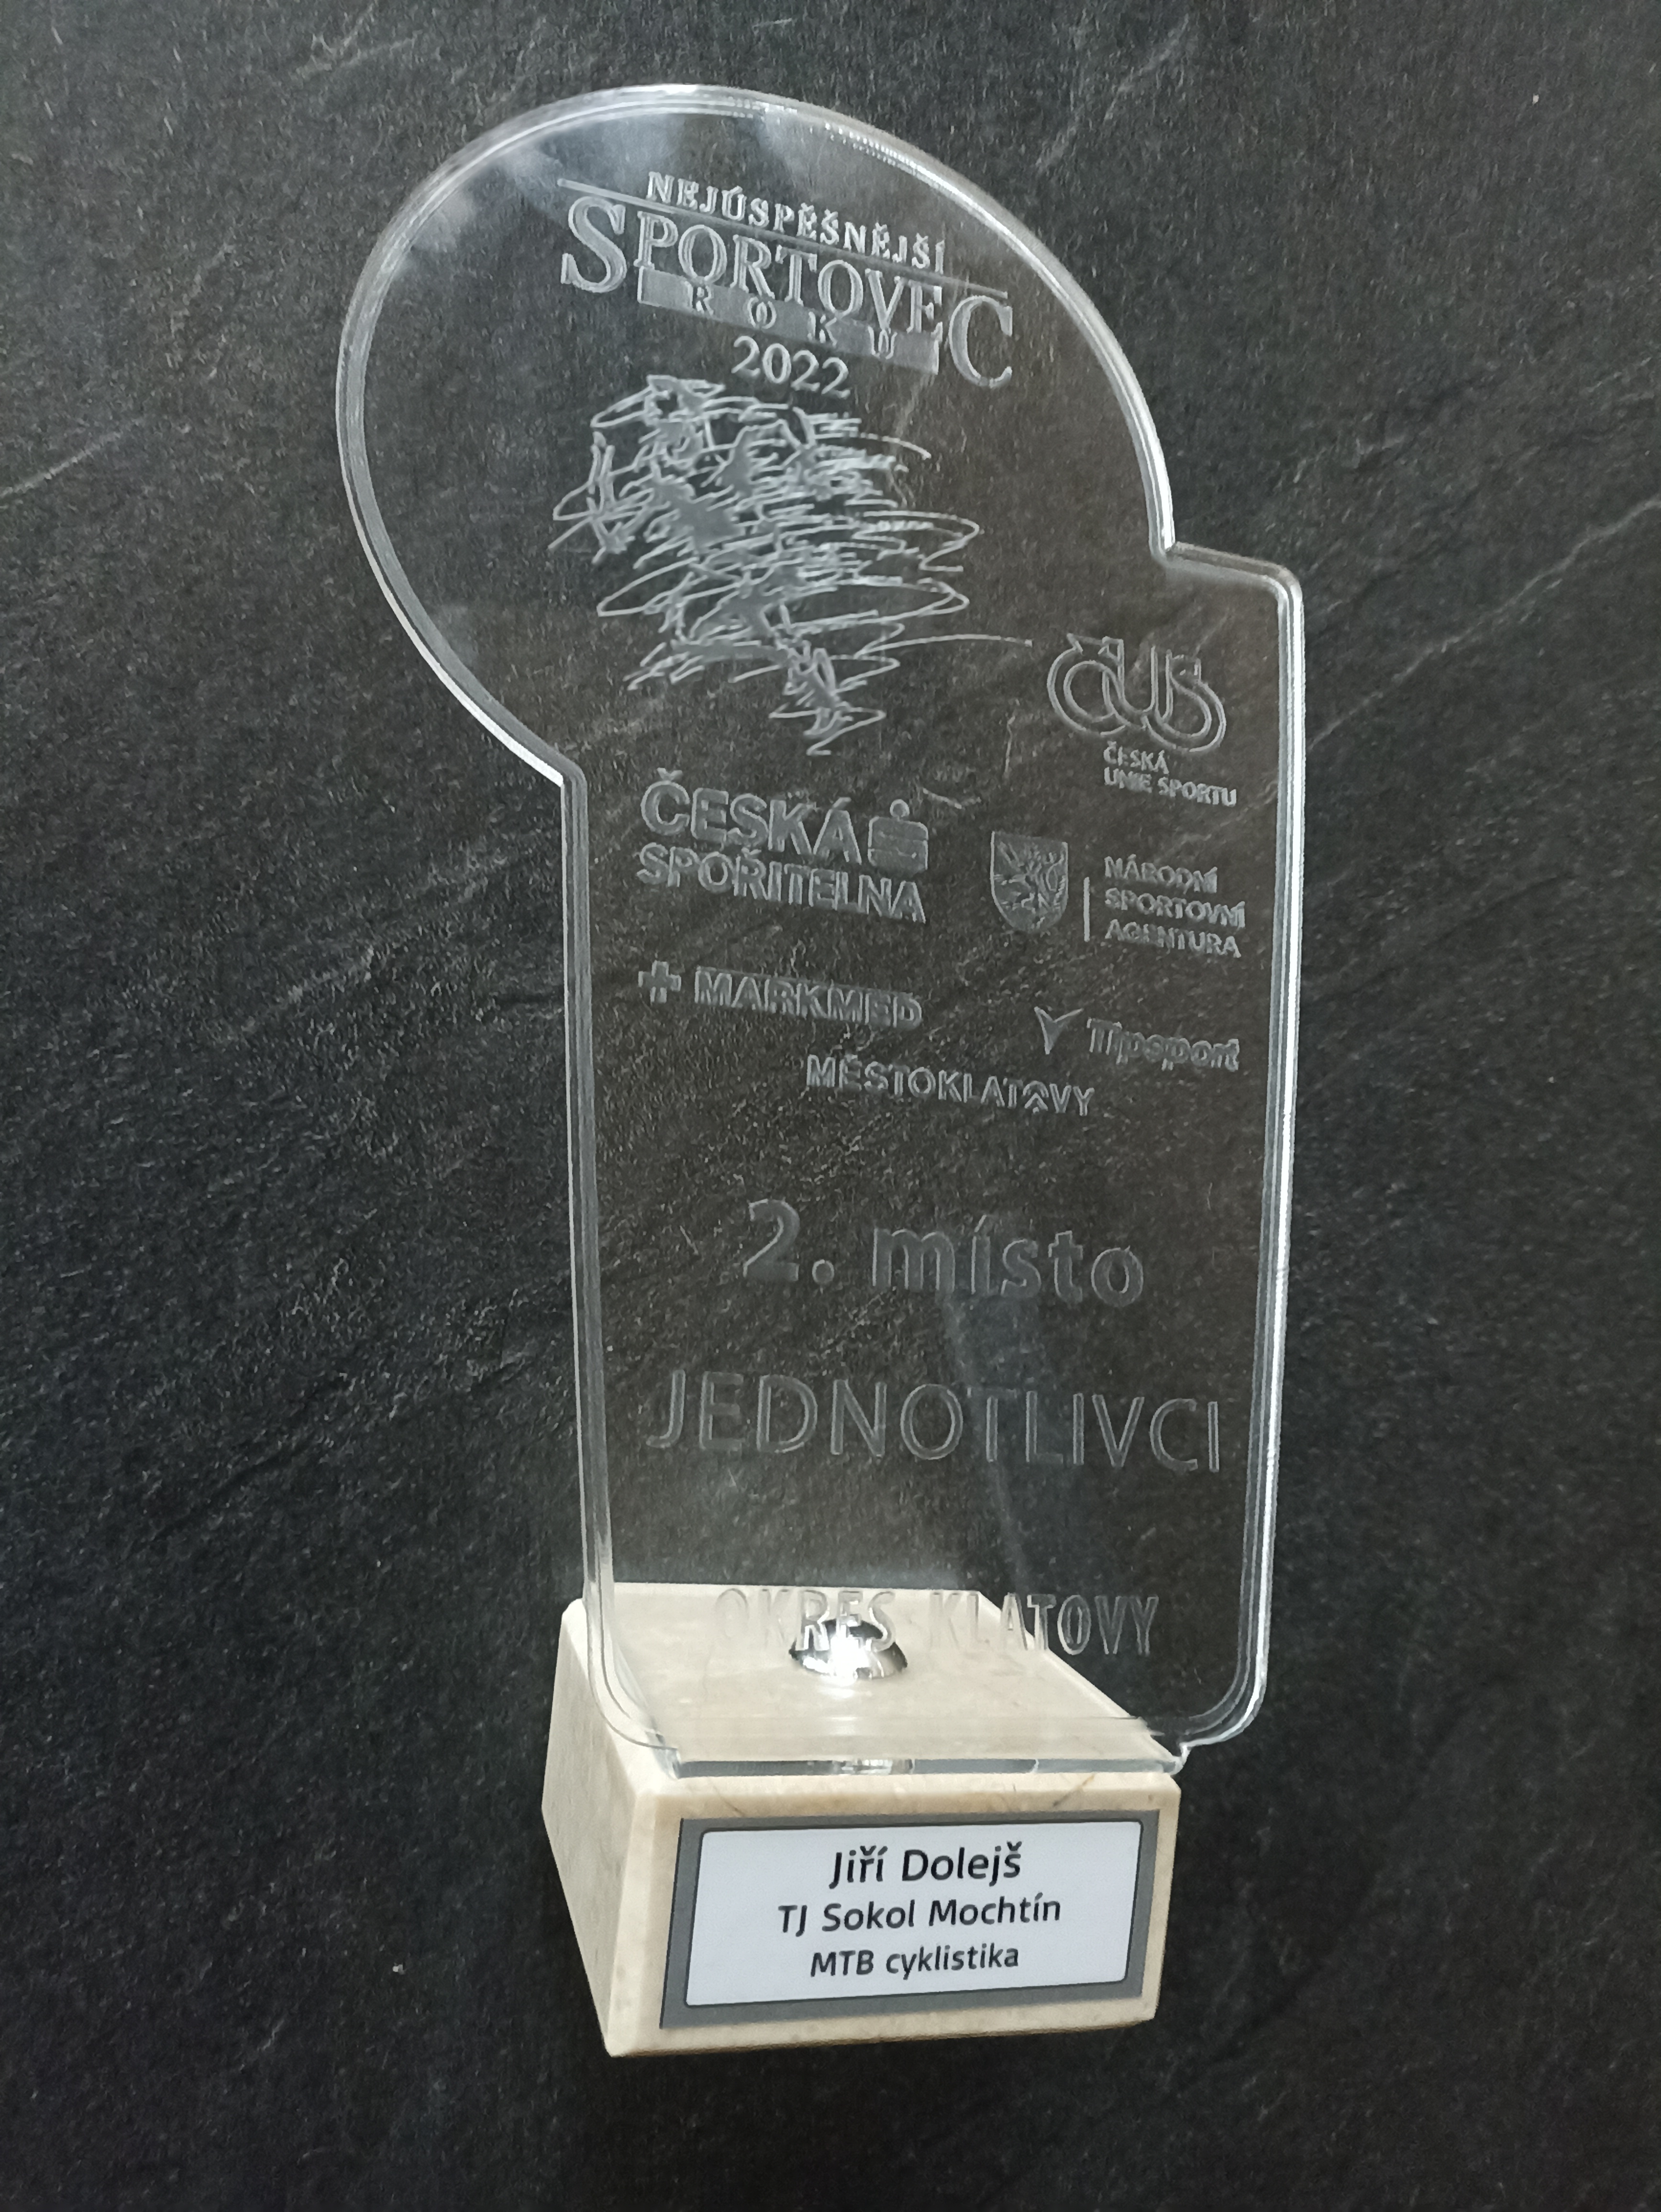 NEJÚSPĚŠNĚJŠÍ
SPORTOVEC
ROKU
2022
ČUS
ČESKÁ
UNIE SPORTU
ČESKÁ
SPOŘITELNA
NÁRODNÍ
SPORTOVNÍ
AGENTURA
MARKMED
Tipsport
MĚSTOKLATOVY
2. místo
JEDNOTLIVCI
OKRES KLATOVY
Jiří Dolejš
TJ Sokol Mochtín
MTB cyklistika